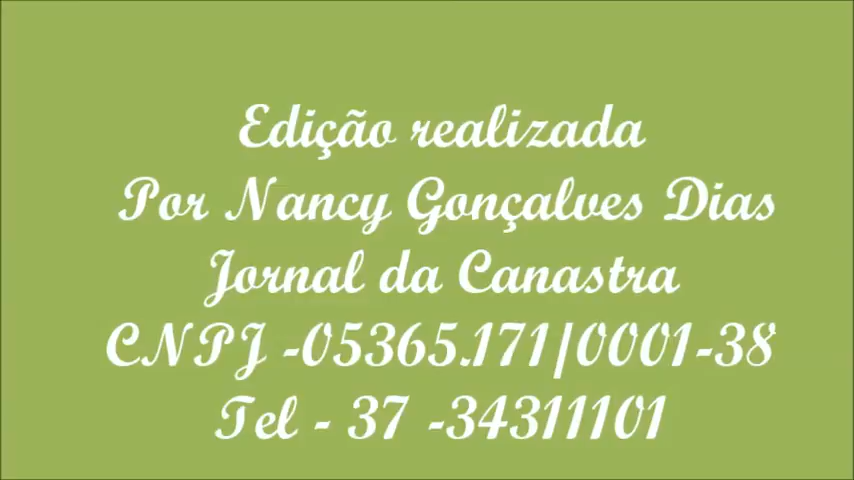 Edição realizada
Por Nancy Gonçalves Dias
Jornal da Canastra
CNPJ -05365.171/0001-38
Tel - 37 -34311101